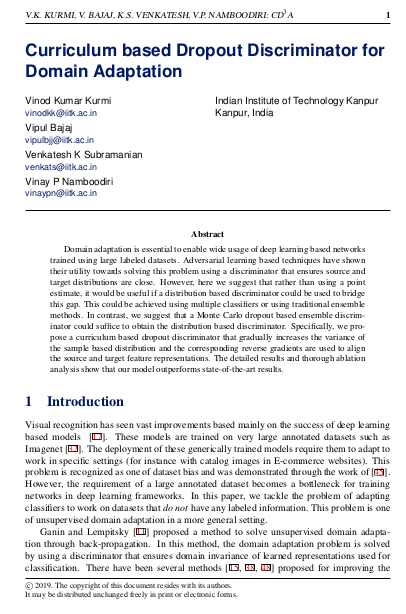 V.K. KURMI, V. BAJAJ, K.S. VENKATESH, V.P. NAMBOODIRI: CD³A 1
Curriculum based Dropout Discriminator for
Domain Adaptation
Vinod Kumar Kurmi
vinodkk@iitk.ac.in
Vipul Bajaj
vipulbjj@iitk.ac.in
Venkatesh K Subramanian
venkats@iitk.ac.in
Vinay P Namboodiri
vinaypn@iitk.ac.in
Indian Institute of Technology Kanpur
Kanpur, India
Abstract
Domain adaptation is essential to enable wide usage of deep learning based networks
trained using large labeled datasets. Adversarial learning based techniques have shown
their utility towards solving this problem using a discriminator that ensures source and
target distributions are close. However, here we suggest that rather than using a point
estimate, it would be useful if a distribution based discriminator could be used to bridge
this gap. This could be achieved using multiple classifiers or using traditional ensemble
methods. In contrast, we suggest that a Monte Carlo dropout based ensemble discrim-
inator could suffice to obtain the distribution based discriminator. Specifically, we pro-
pose a curriculum based dropout discriminator that gradually increases the variance of
the sample based distribution and the corresponding reverse gradients are used to align
the source and target feature representations. The detailed results and thorough ablation
analysis show that our model outperforms state-of-the-art results.
1 Introduction
Visual recognition has seen vast improvements based mainly on the success of deep learning
based models [ ]. These models are trained on very large annotated datasets such as
Imagenet [ ]. The deployment of these generically trained models require them to adapt to
work in specific settings (for instance with catalog images in E-commerce websites). This
problem is recognized as one of dataset bias and was demonstrated through the work of [ ].
However, the requirement of a large annotated dataset becomes a bottleneck for training
networks in deep learning frameworks. In this paper, we tackle the problem of adapting
classifiers to work on datasets that do not have any labeled information. This problem is one
of unsupervised domain adaptation in a more general setting.
Ganin and Lempitsky [ ] proposed a method to solve unsupervised domain adapta-
tion through back-propagation. In this method, the domain adaptation problem is solved
by using a discriminator that ensures domain invariance of learned representations used for
classification. There have been several methods [ , , ] proposed for improving the
© 2019. The copyright of this document resides with its authors.
It may be distributed unchanged freely in print or electronic forms.